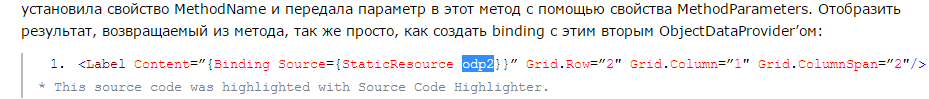 установила свойство MethodName и передала параметр в этот метод с помощью свойства MethodParameters. Отобразить
результат, возвращаемый из метода, так же просто, как создать binding с этим вторым ObjectDataProvider’ом:
1. <Label Content=”{Binding Source={StaticResource odp2}}” Grid.Row=”2″ Grid.Column=”1″ Grid.ColumnSpan=”2″/>
* This source code was highlighted with Source Code Highlighter.